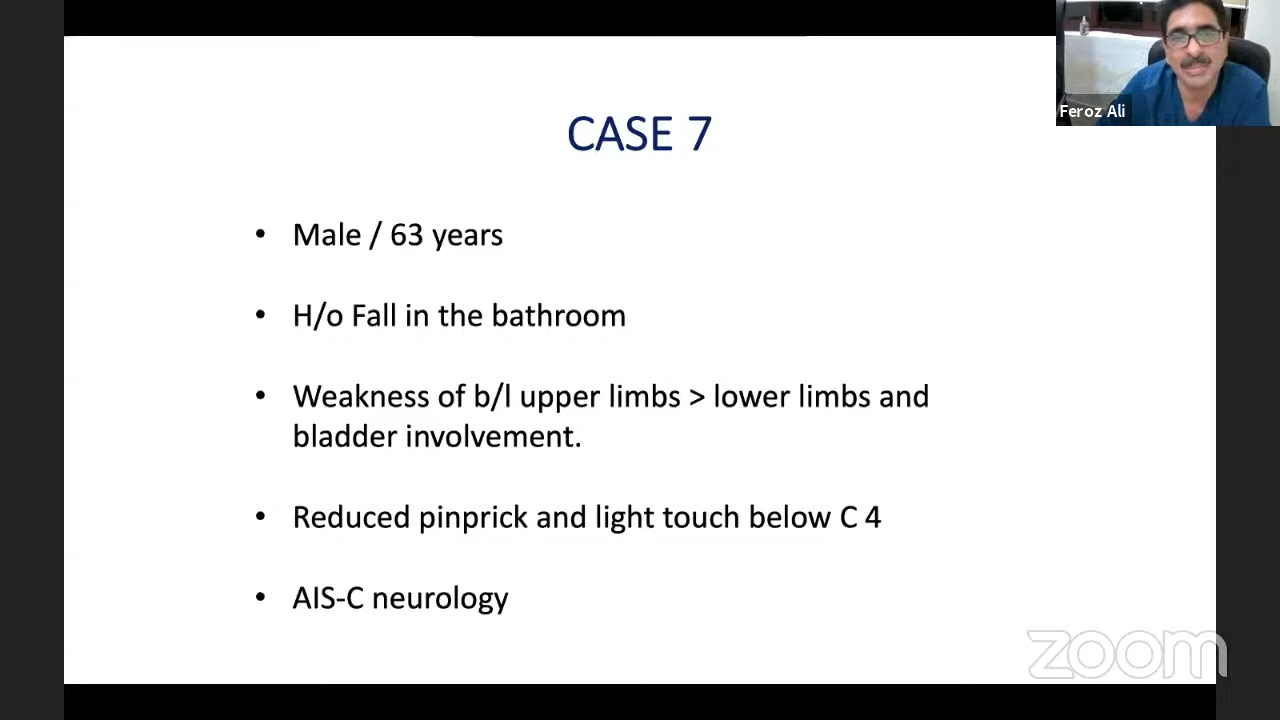 Feroz Ali
CASE 7
• Male / 63 years
• H/o Fall in the bathroom
• Weakness of b/l upper limbs > lower limbs and
bladder involvement.
• Reduced pinprick and light touch below C 4
• AIS-C neurology
zoom